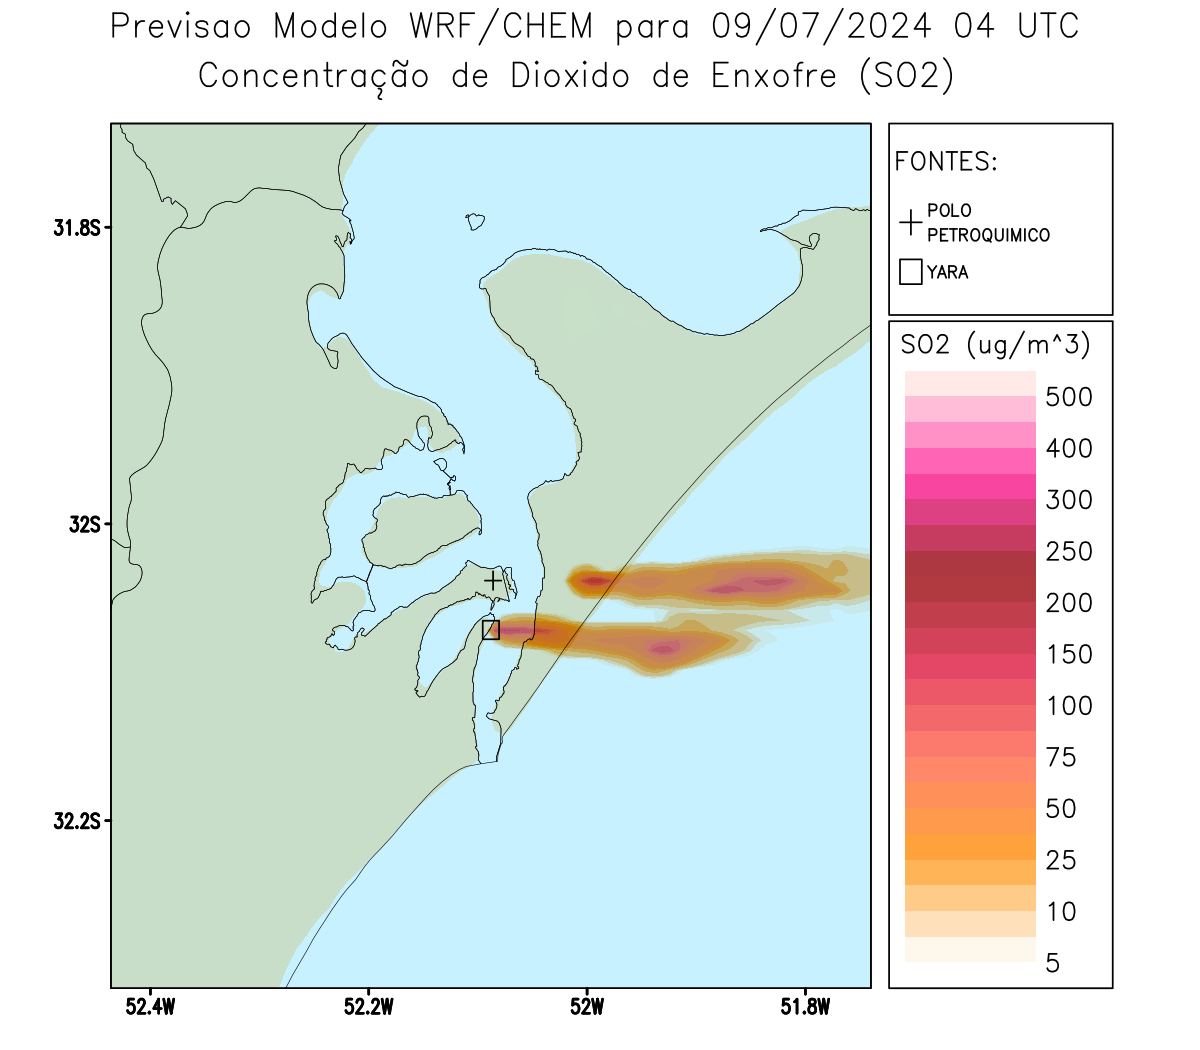 Previsao Modelo WRF/CHEM para 09/07/2024 04 UTC
Concentração de Dioxido de Enxofre (SO2)
FONTES:
POLO
PETROQUIMICO
YARA
31.8S
32S
32.2S
52.4W
52.2W
52W
51.8W
SO2 (ug/m^3)
500
400
300
250
200
150
100
75
50
25
10
5